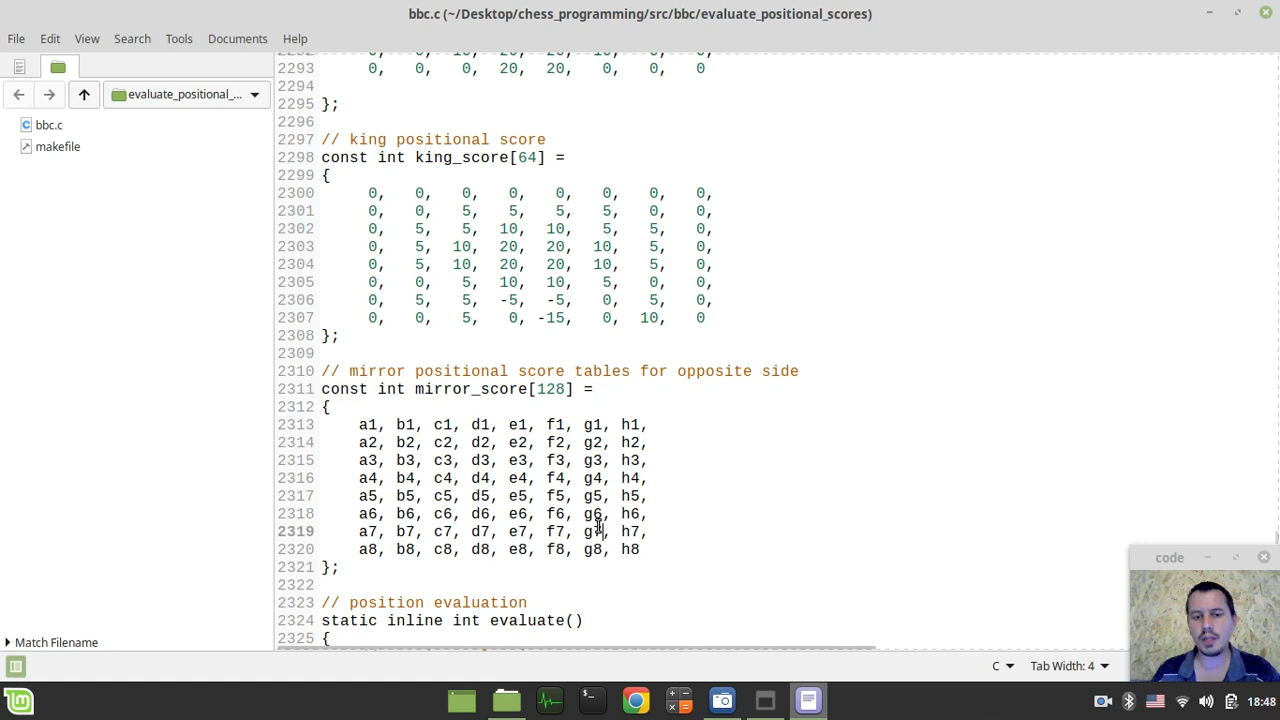 bbc.c (~/Desktop/chess_programming/src/bbc/evaluate_positional_scores)
File Edit View Search Tools Documents Help
evaluate_positional_...
bbc.c
makefile
2293 0, 0, 0, 20, 20, 0, 0, 0
2294
2295 };
2296
2297 // king positional score
2298 const int king_score[64] =
2299 {
2300 0, 0, 0, 0, 0, 0, 0, 0,
2301 0, 0, 5, 5, 5, 5, 0, 0,
2302 0, 5, 5, 10, 10, 5, 5, 0,
2303 0, 5, 10, 20, 20, 10, 5, 0,
2304 0, 5, 10, 20, 20, 10, 5, 0,
2305 0, 0, 5, 10, 10, 5, 0, 0,
2306 0, 5, 5, -5, -5, 0, 5, 0,
2307 0, 0, 5, 0, -15, 0, 10, 0
2308 };
2309
2310 // mirror positional score tables for opposite side
2311 const int mirror_score[128] =
2312 {
2313 a1, b1, c1, d1, e1, f1, g1, h1,
2314 a2, b2, c2, d2, e2, f2, g2, h2,
2315 a3, b3, c3, d3, e3, f3, g3, h3,
2316 a4, b4, c4, d4, e4, f4, g4, h4,
2317 a5, b5, c5, d5, e5, f5, g5, h5,
2318 a6, b6, c6, d6, e6, f6, g6, h6,
2319 a7, b7, c7, d7, e7, f7, g7, h7,
2320 a8, b8, c8, d8, e8, f8, g8, h8
2321 };
2322
2323 // position evaluation
2324 static inline int evaluate()
2325 {
code
Match Filename
C Tab Width: 4
18:48